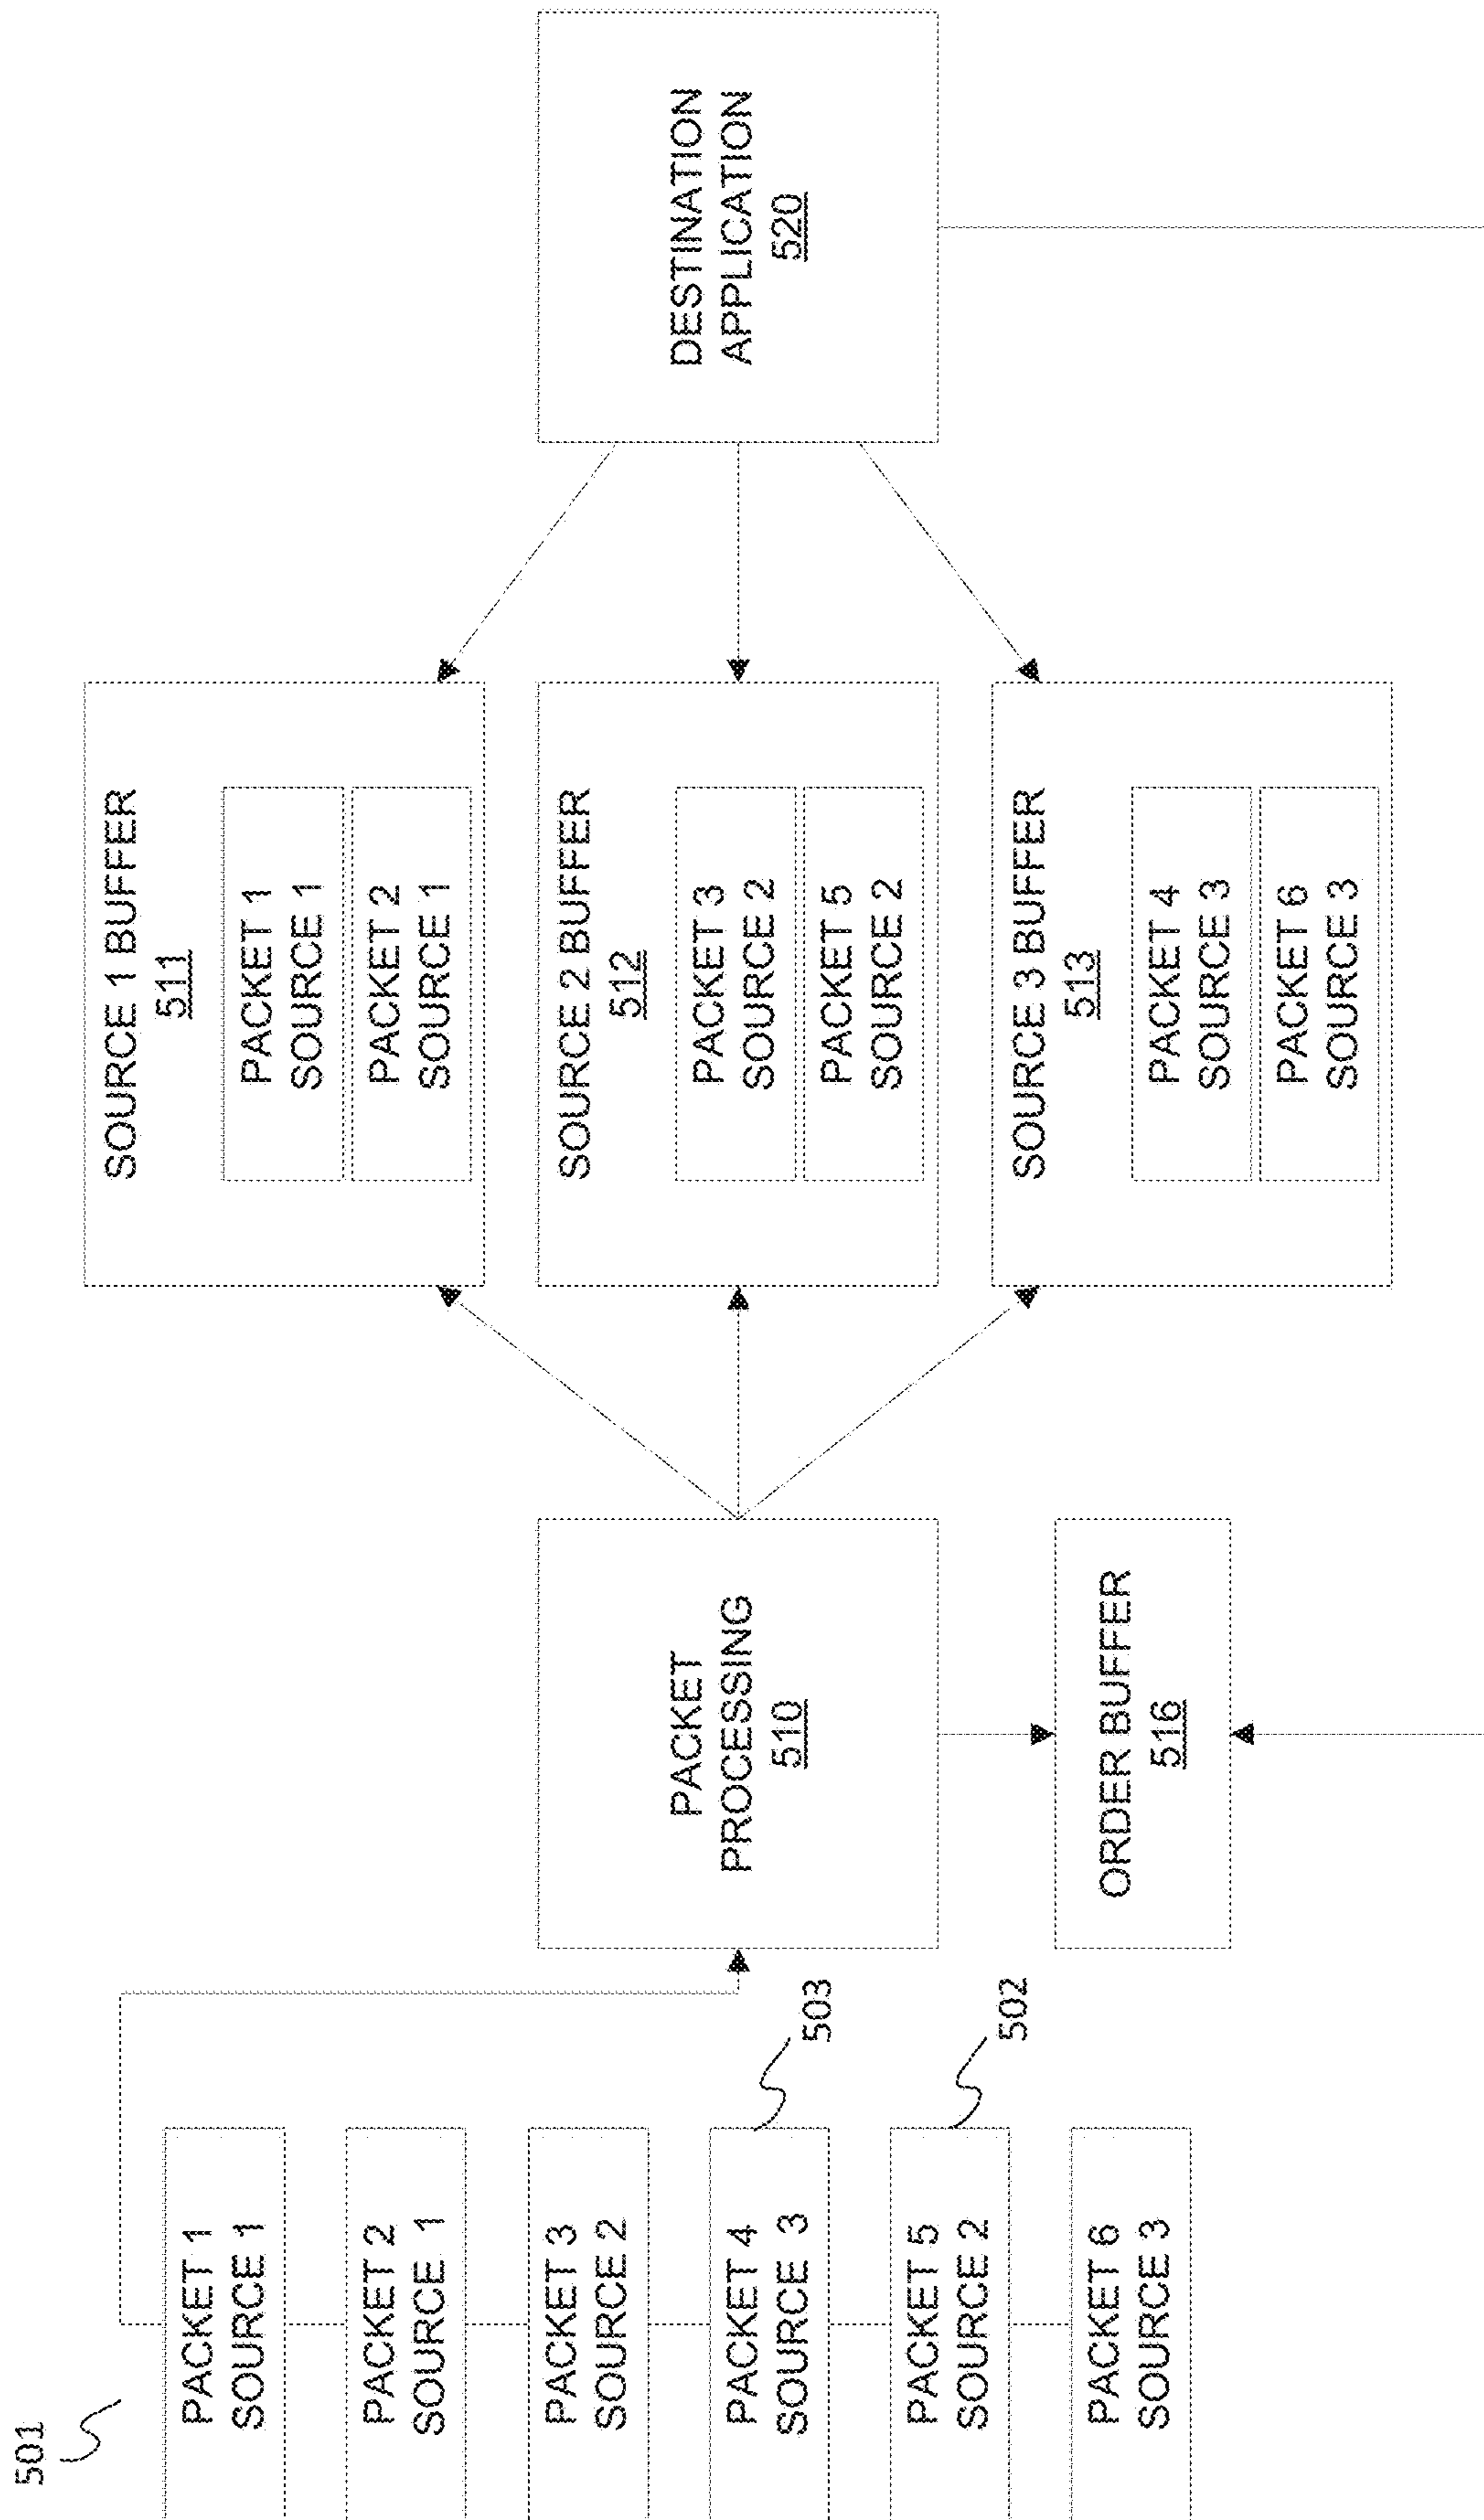 501
PACKET 1
SOURCE 1
PACKET 2
SOURCE 1
PACKET 3
SOURCE 2
PACKET 4
SOURCE 3
503
PACKET 5
SOURCE 2
502
PACKET 6
SOURCE 3
PACKET
PROCESSING
510
ORDER BUFFER
516
SOURCE 1 BUFFER
511
PACKET 1
SOURCE 1
PACKET 2
SOURCE 1
SOURCE 2 BUFFER
512
PACKET 3
SOURCE 2
PACKET 5
SOURCE 2
SOURCE 3 BUFFER
513
PACKET 4
SOURCE 3
PACKET 6
SOURCE 3
DESTINATION
APPLICATION
520